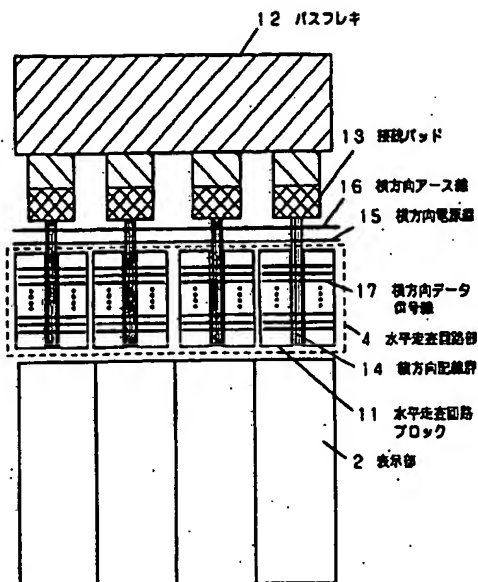 12 バスフレキ
13 接続パッド
16 横方向アース線
15 横方向電源線
17 横方向データ
信号線
4 水平走査回路部
14 縦方向配線群
11 水平走査回路
ブロック
2 表示部